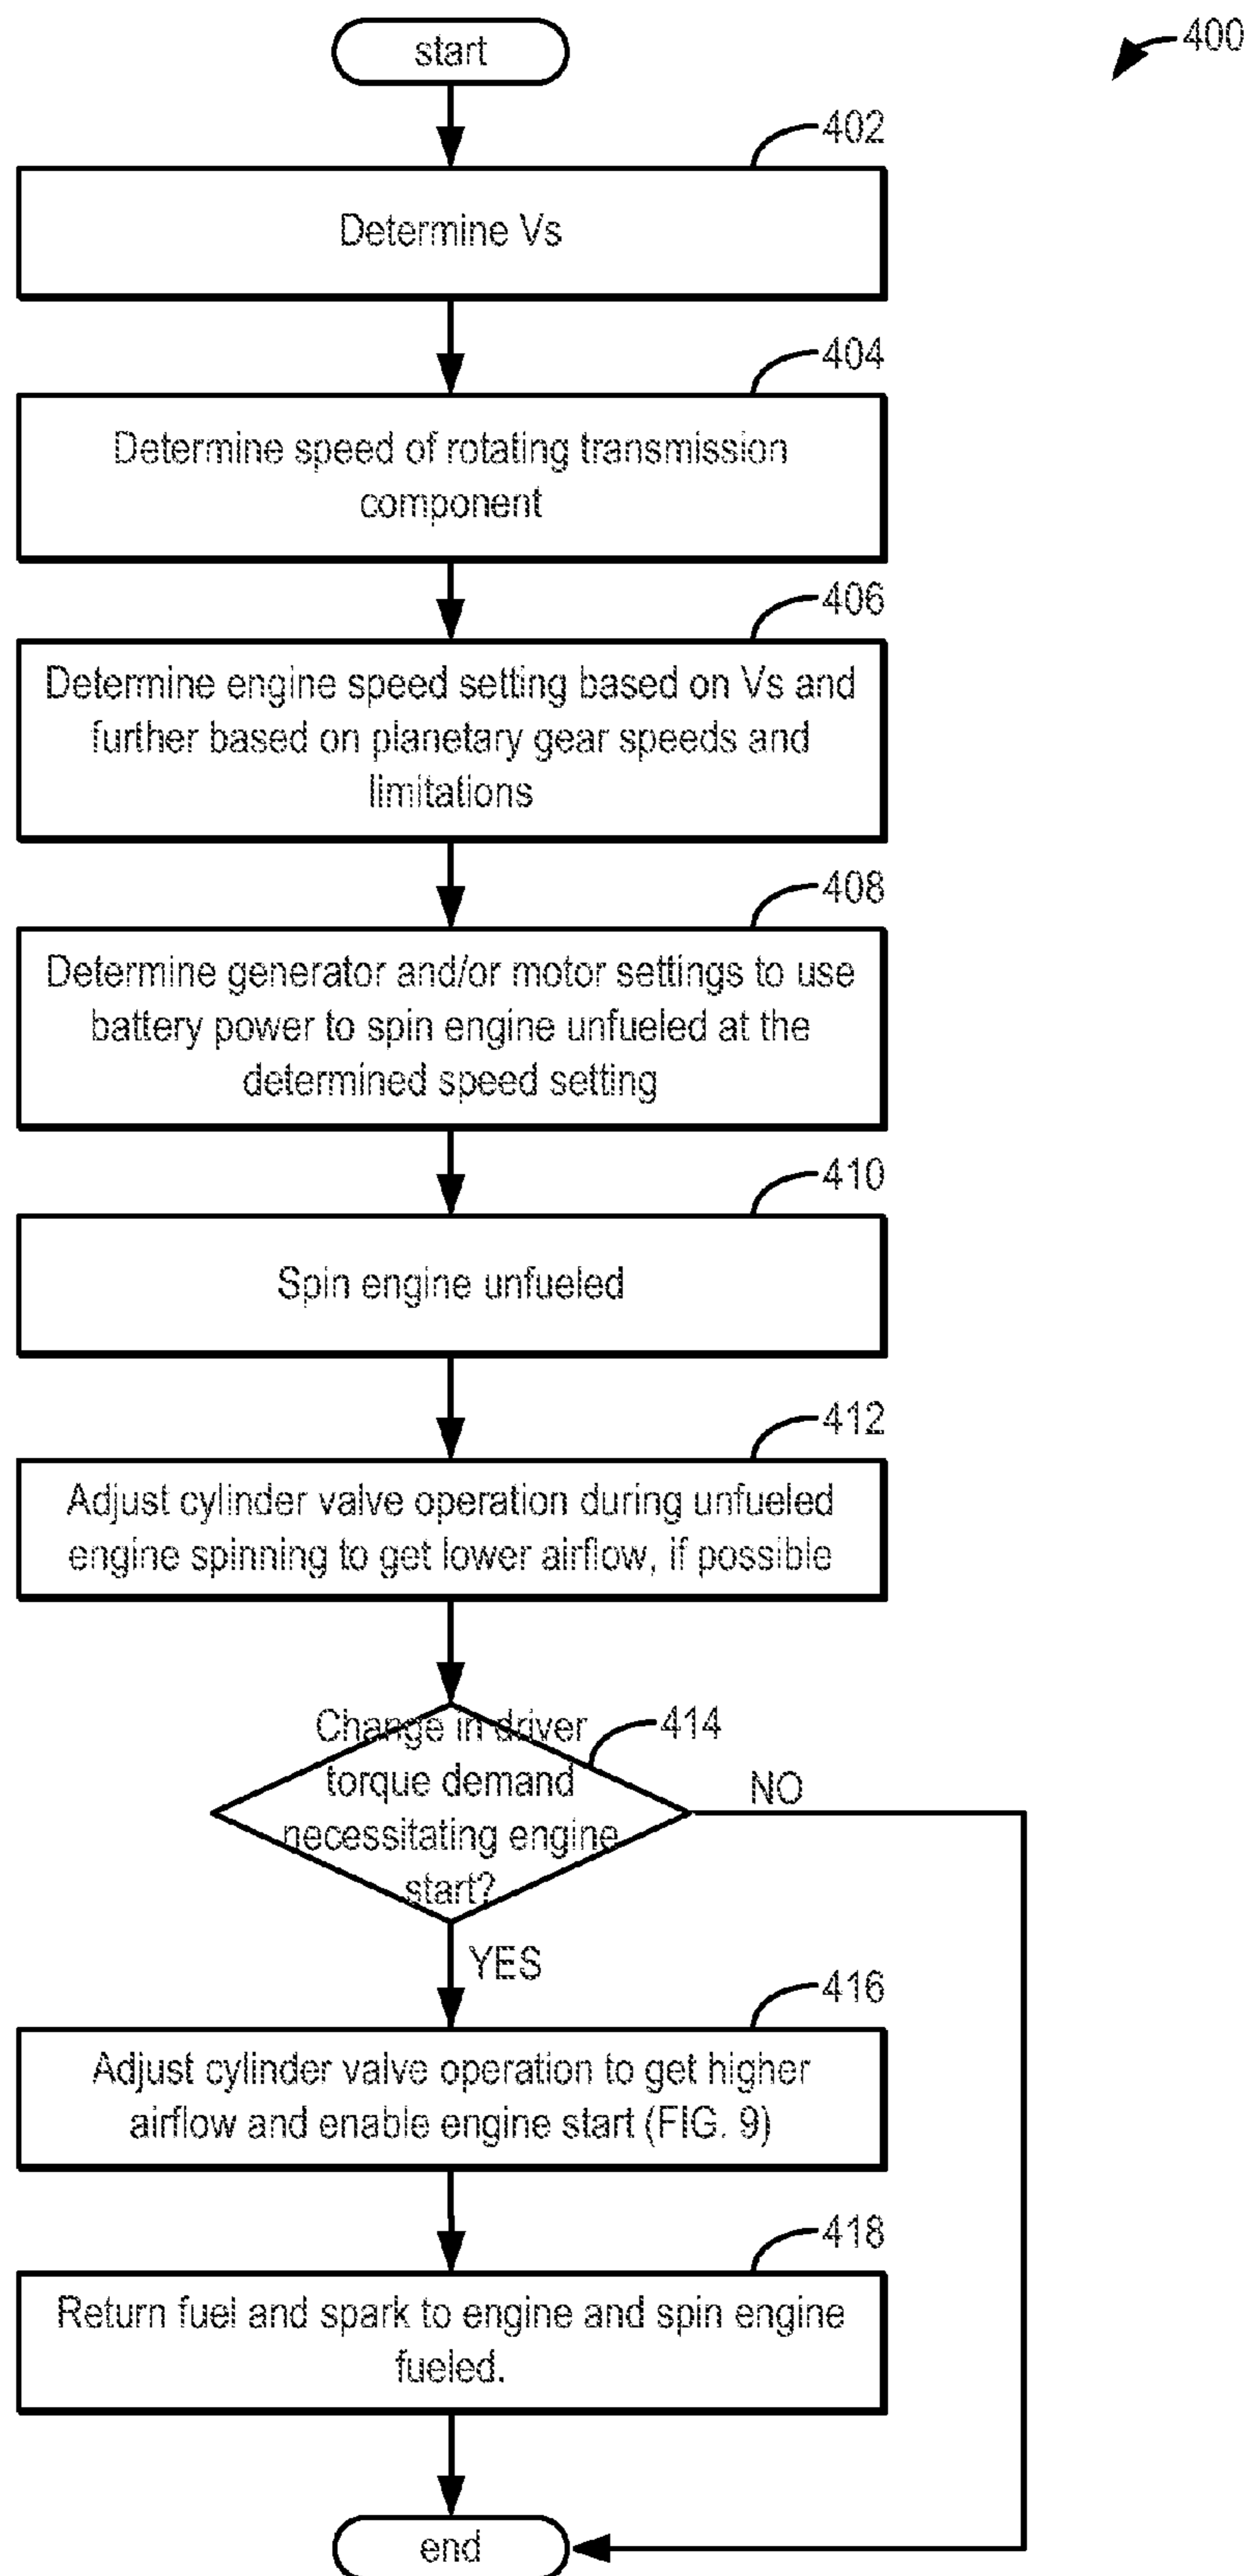 start
400
402
Determine Vs
404
Determine speed of rotating transmission
component
406
Determine engine speed setting based on Vs and
further based on planetary gear speeds and
limitations
408
Determine generator and/or motor settings to use
battery power to spin engine unfueled at the
determined speed setting
410
Spin engine unfueled
412
Adjust cylinder valve operation during unfueled
engine spinning to get lower airflow, if possible
Change in driver
414
torque demand
NO
necessitating engine
start?
YES
416
Adjust cylinder valve operation to get higher
airflow and enable engine start (FIG. 9)
418
Return fuel and spark to engine and spin engine
fueled.
end